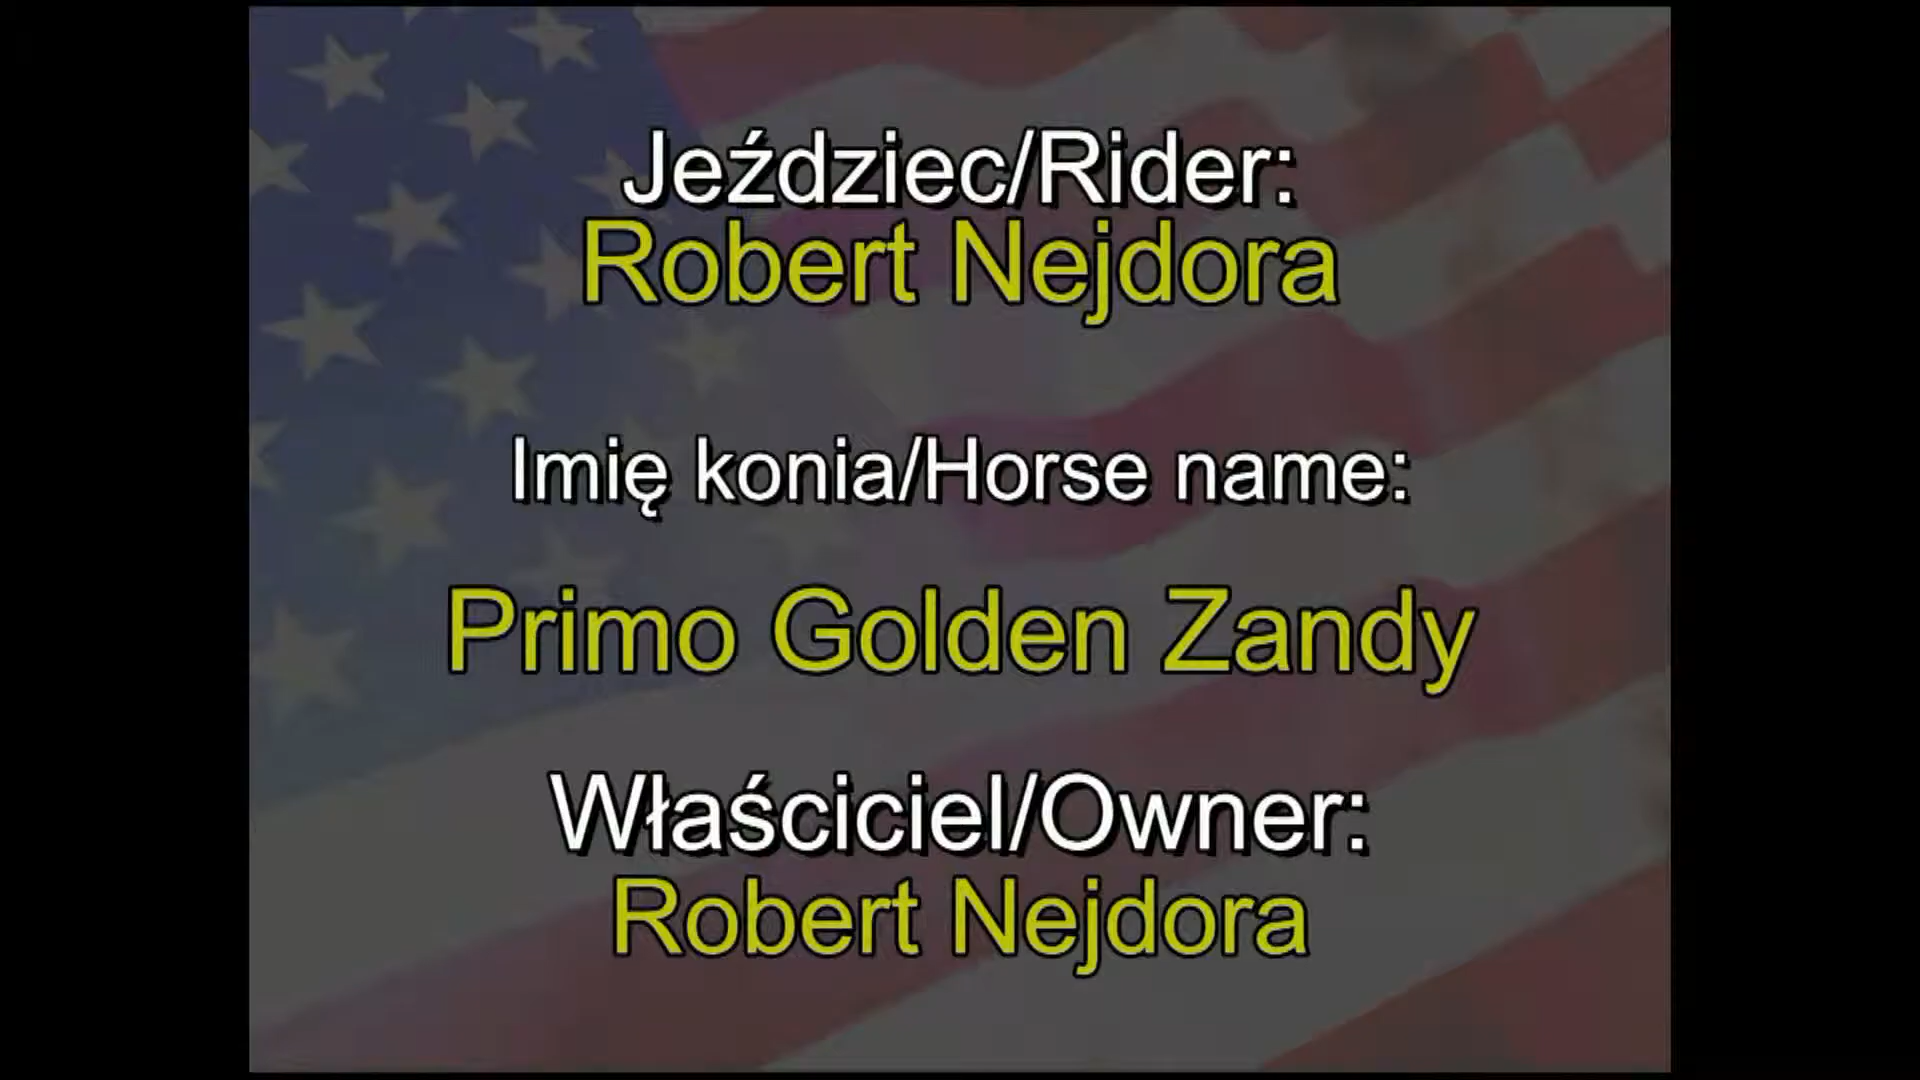 Jeździec/Rider:
Robert Nejdora
Imię konia/Horse name:
Primo Golden Zandy
Właściciel/Owner:
Robert Nejdora